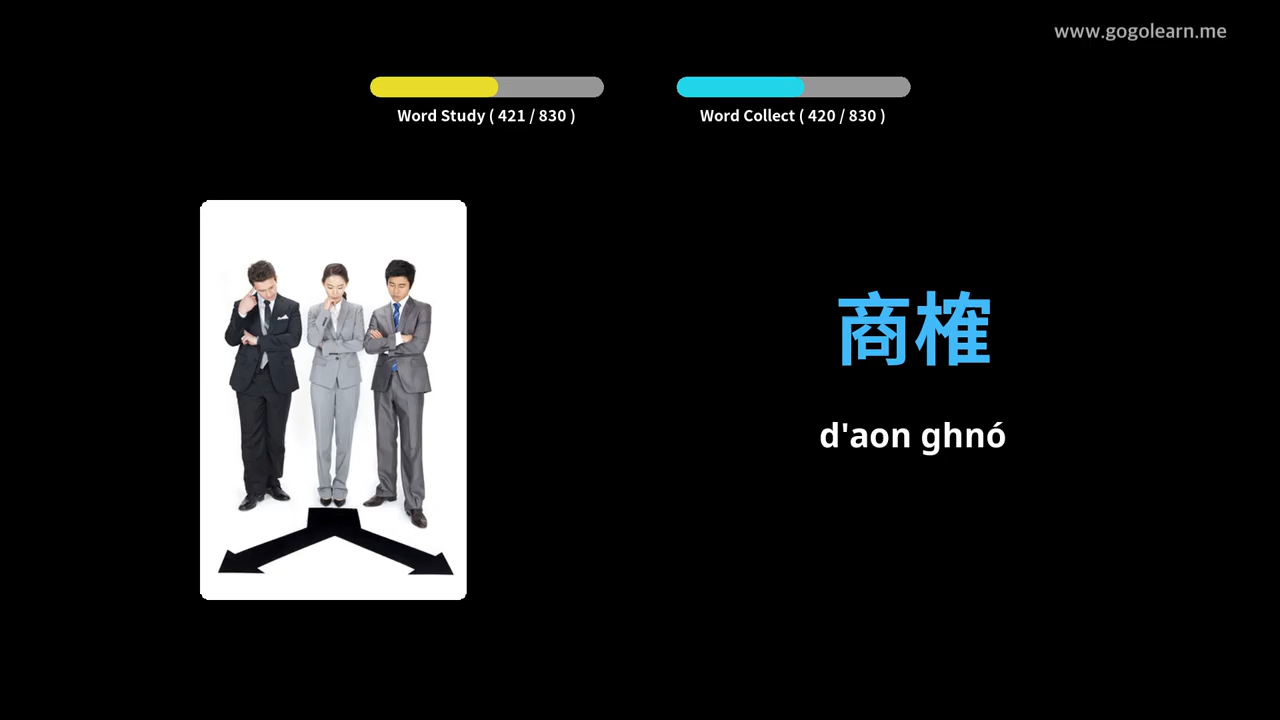 www.gogolearn.me
Word Study ( 421 / 830 )
Word Collect ( 420 / 830 )
商榷
d'aon ghnó